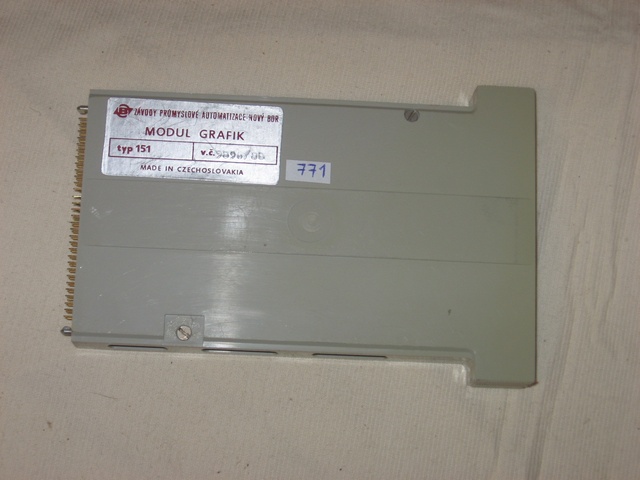 ZÁVODY PRŮMYSLOVÉ AUTOMATIZACE NOVÝ BOR
MODUL GRAFIK
typ 151
v.č.
MADE IN CZECHOSLOVAKIA
771